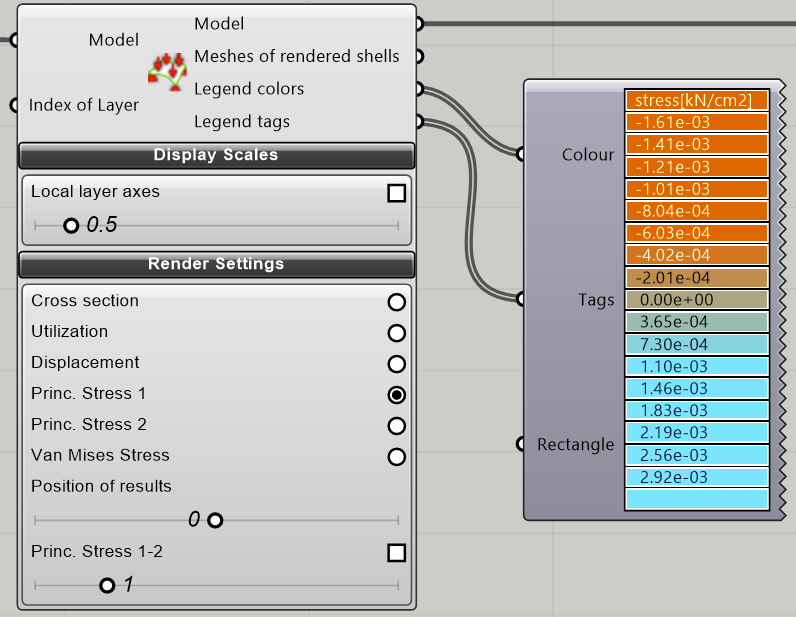 Model
Index of Layer
Model
Meshes of rendered shells
Legend colors
Legend tags
Display Scales
Local layer axes
0.5
Render Settings
Cross section
Utilization
Displacement
Princ. Stress 1
Princ. Stress 2
Van Mises Stress
Position of results
0
Princ. Stress 1-2
1
Colour
Tags
Rectangle
stress[kN/cm2]
-1.61e-03
-1.41e-03
-1.21e-03
-1.01e-03
-8.04e-04
-6.03e-04
-4.02e-04
-2.01e-04
0.00e+00
3.65e-04
7.30e-04
1.10e-03
1.46e-03
1.83e-03
2.19e-03
2.56e-03
2.92e-03